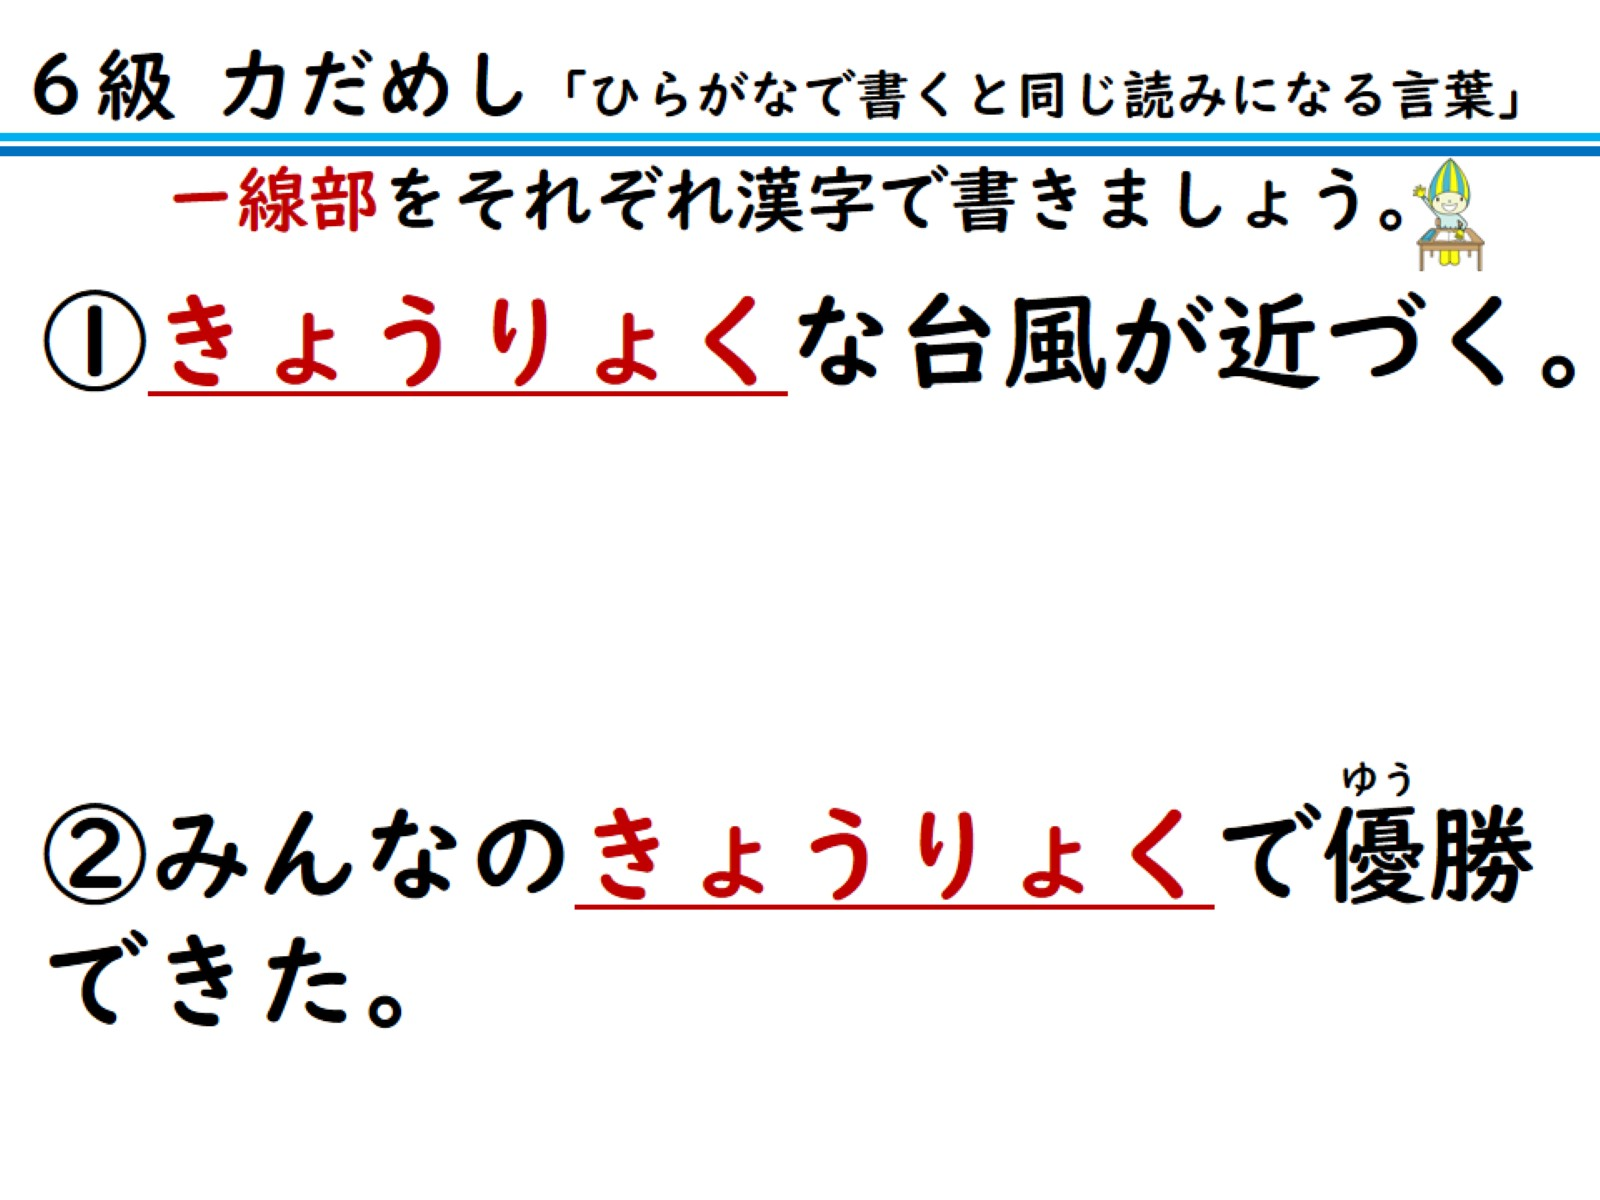 ６級 力だめし「ひらがなで書くと同じ読みになる言葉」
ー線部をそれぞれ漢字で書きましょう。
①きょうりょくな台風が近づく。
ゆう
②みんなのきょうりょくで優勝
できた。